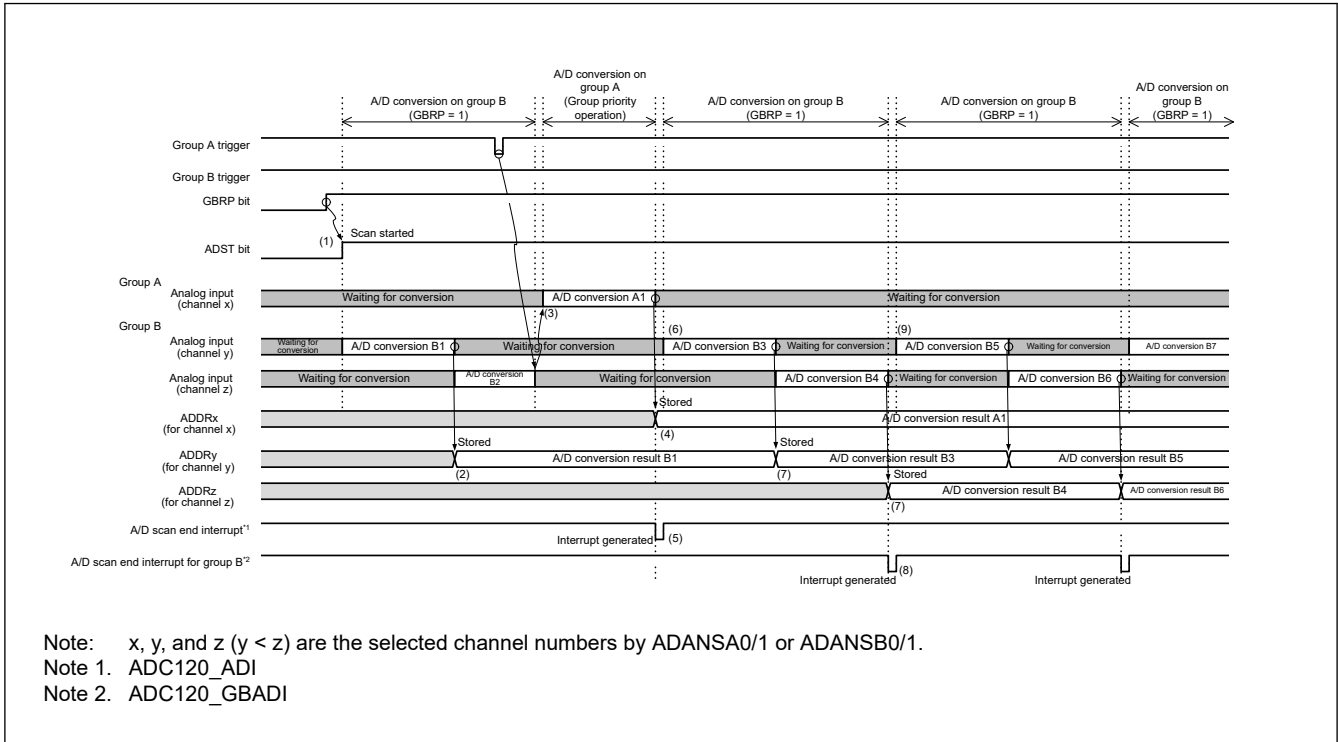 A/D conversion on
group A
(Group priority
operation)
A/D conversion on group B
(GBRP = 1)
A/D conversion on group B
(GBRP = 1)
A/D conversion on group B
(GBRP = 1)
A/D conversion on
group B
(GBRP = 1)
Group A trigger
Group B trigger
GBRP bit
(1)
Scan started
ADST bit
Group A
Analog input
(channel x)
Waiting for conversion
A/D conversion A1
Waiting for conversion
(3)
Group B
(6)
(9)
Analog input
(channel y)
Waiting for
conversion
A/D conversion B1
Waiting for conversion
A/D conversion B3
Waiting for conversion
A/D conversion B5
Waiting for conversion
A/D conversion B7
Analog input
(channel z)
Waiting for conversion
A/D conversion
B2
Waiting for conversion
A/D conversion B4
Waiting for conversion
A/D conversion B6
Waiting for conversion
Stored
ADDRx
(for channel x)
A/D conversion result A1
(4)
Stored
Stored
ADDRy
(for channel y)
A/D conversion result B1
A/D conversion result B3
A/D conversion result B5
(2)
(7)
Stored
ADDRz
(for channel z)
A/D conversion result B4
A/D conversion result B6
(7)
A/D scan end interrupt*1
Interrupt generated
(5)
A/D scan end interrupt for group B*2
(8)
Interrupt generated
Interrupt generated
Note: x, y, and z (y < z) are the selected channel numbers by ADANSA0/1 or ADANSB0/1.
Note 1. ADC120_ADI
Note 2. ADC120_GBADI